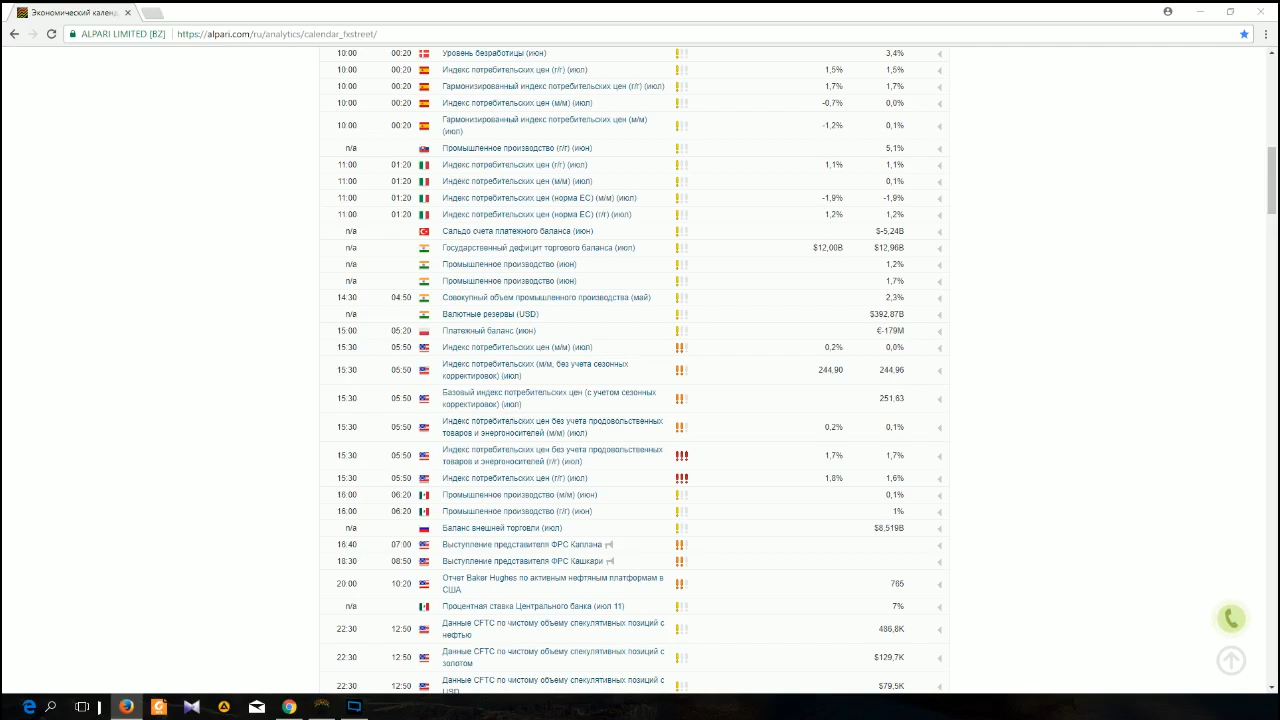 Экономический календ
ALPARI LIMITED [BZ] https://alpari.com/ru/analytics/calendar_fxstreet/
10:00 00:20 Уровень безработицы (июн) 3,4%
10:00 00:20 Индекс потребительских цен (г/г) (июл) 1,5% 1,5%
10:00 00:20 Гармонизированный индекс потребительских цен (г/г) (июл) 1,7% 1,7%
10:00 00:20 Индекс потребительских цен (м/м) (июл) -0,7% 0,0%
10:00 00:20 Гармонизированный индекс потребительских цен (м/м) -1,2% 0,1%
(июл)
n/a Промышленное производство (г/г) (июн) 5,1%
11:00 01:20 Индекс потребительских цен (г/г) (июл) 1,1% 1,1%
11:00 01:20 Индекс потребительских цен (м/м) (июл) 0,1%
11:00 01:20 Индекс потребительских цен (норма ЕС) (м/м) (июл) -1,9% -1,9%
11:00 01:20 Индекс потребительских цен (норма ЕС) (г/г) (июл) 1,2% 1,2%
n/a Сальдо счета платежного баланса (июн) $-5,24B
n/a Государственный дефицит торгового баланса (июл) $12,00B $12,96B
n/a Промышленное производство (июн) 1,2%
n/a Промышленное производство (июн) 1,7%
14:30 04:50 Совокупный объем промышленного производства (май) 2,3%
n/a Валютные резервы (USD) $392,87B
15:00 05:20 Платежный баланс (июн) €-179M
15:30 05:50 Индекс потребительских цен (м/м) (июл) 0,2% 0,0%
15:30 05:50 Индекс потребительских (м/м, без учета сезонных 244,90 244,96
корректировок) (июл)
15:30 05:50 Базовый индекс потребительских цен (с учетом сезонных 251,63
корректировок) (июл)
15:30 05:50 Индекс потребительских цен без учета продовольственных 0,2% 0,1%
товаров и энергоносителей (м/м) (июл)
15:30 05:50 Индекс потребительских цен без учета продовольственных 1,7% 1,7%
товаров и энергоносителей (г/г) (июл)
15:30 05:50 Индекс потребительских цен (г/г) (июл) 1,8% 1,6%
16:00 06:20 Промышленное производство (м/м) (июн) 0,1%
16:00 06:20 Промышленное производство (г/г) (июн) 1%
n/a Баланс внешней торговли (июл) $8,519B
16:40 07:00 Выступление представителя ФРС Каплана
18:30 08:50 Выступление представителя ФРС Кашкари
20:00 10:20 Отчет Baker Hughes по активным нефтяным платформам в 765
США
n/a Процентная ставка Центрального банка (июл 11) 7%
22:30 12:50 Данные CFTC по чистому объему спекулятивных позиций с 486,8K
нефтью
22:30 12:50 Данные CFTC по чистому объему спекулятивных позиций с $129,7K
золотом
22:30 12:50 Данные CFTC по чистому объему спекулятивных позиций с $79,5K
USD